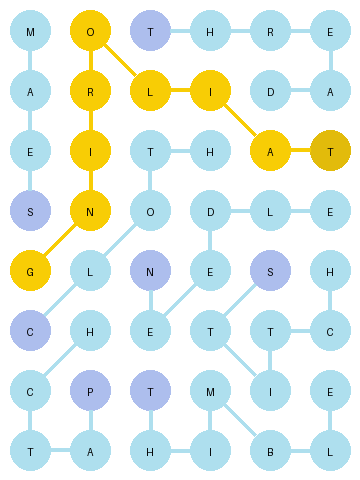 M O T H R E
A R L I D A
E I T H A T
S N O D L E
G L N E S H
C H E T T C
C P T M I E
T A H I B L